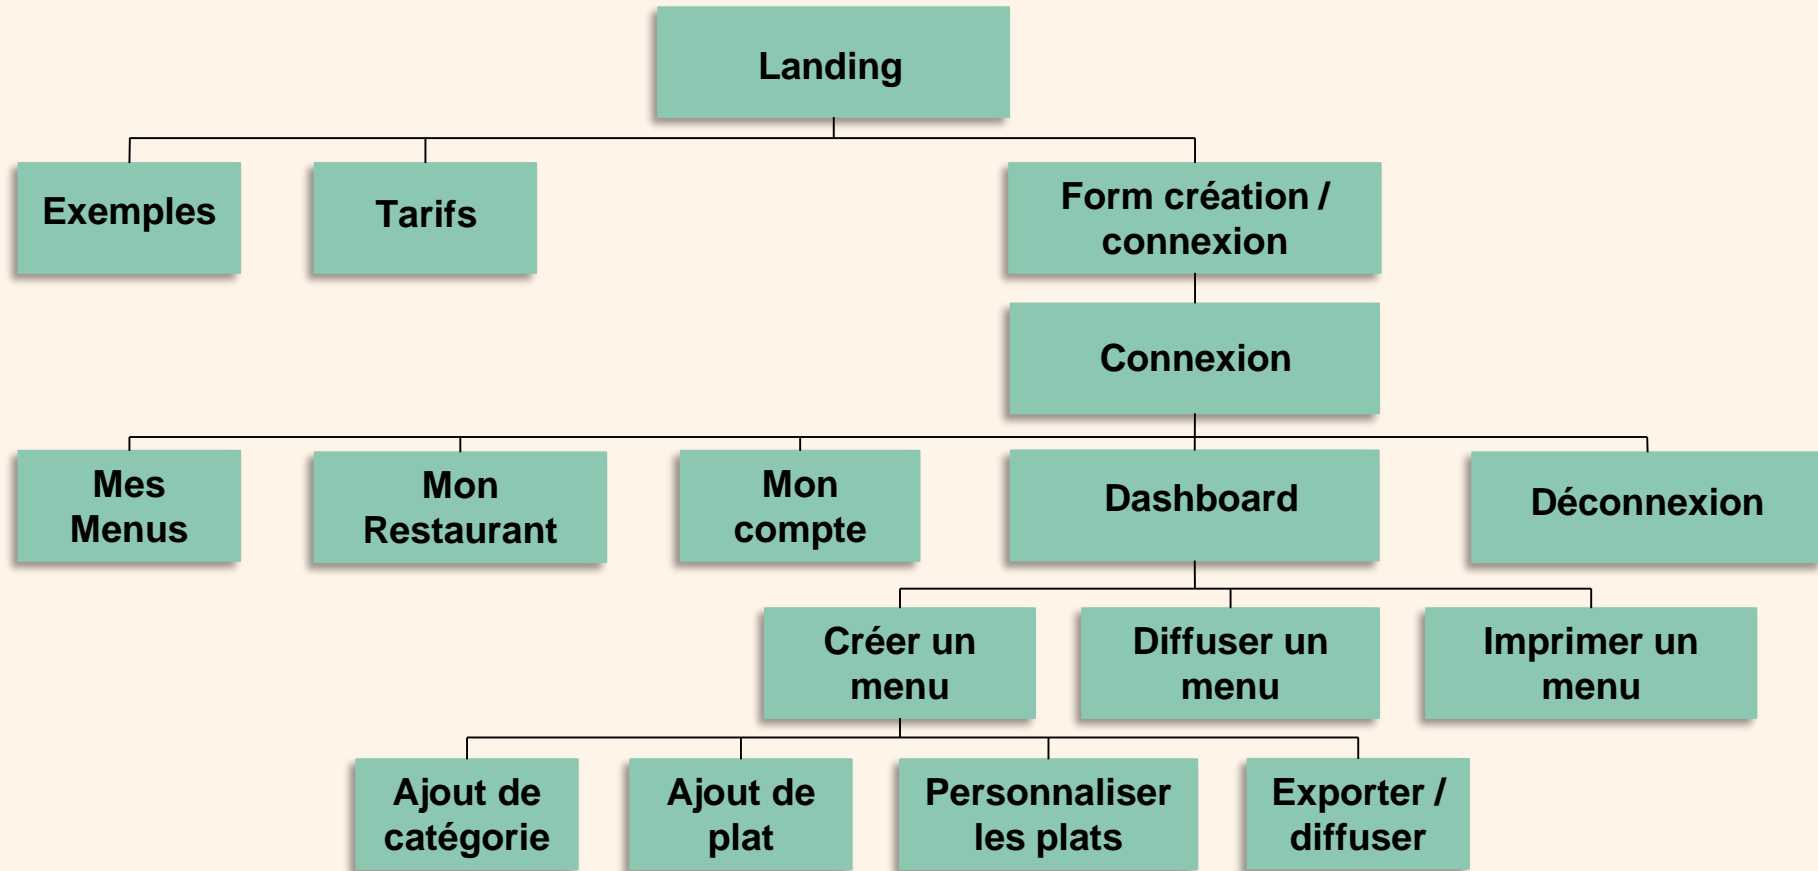 Landing
Exemples
Tarifs
Form création /
connexion
Connexion
Mes
Menus
Mon
Restaurant
Mon
compte
Dashboard
Déconnexion
Créer un
menu
Diffuser un
menu
Imprimer un
menu
Ajout de
catégorie
Ajout de
plat
Personnaliser
les plats
Exporter /
diffuser